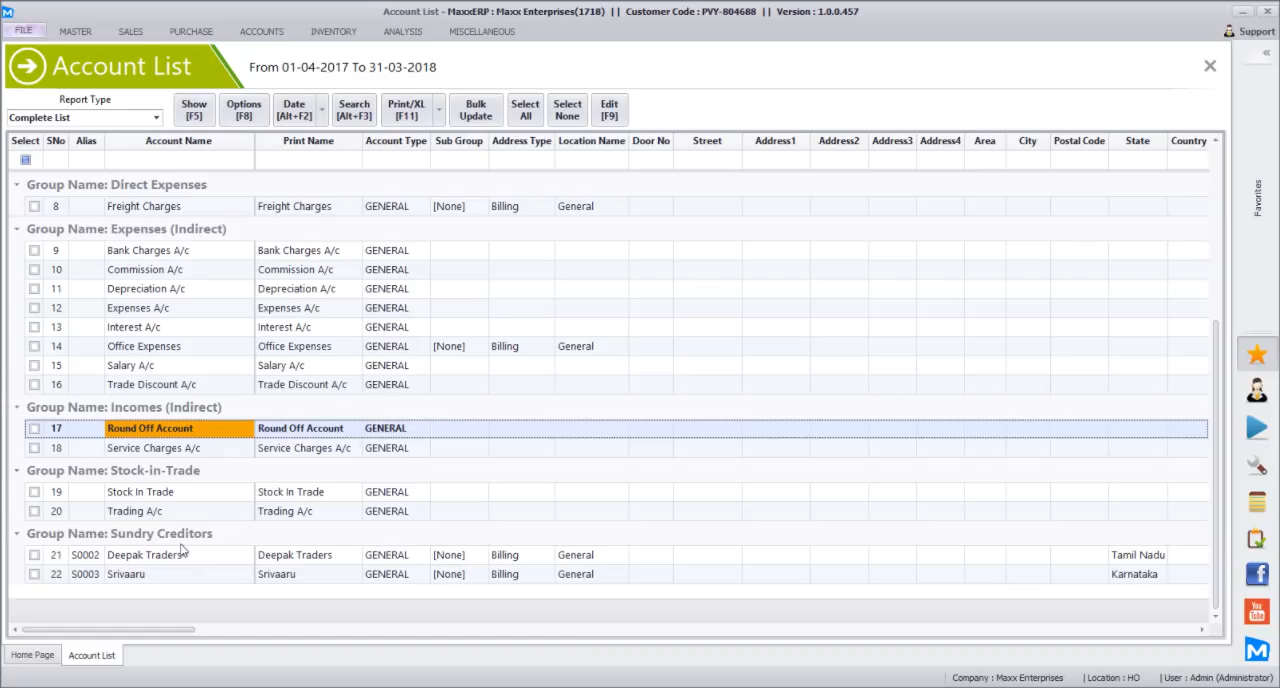 Account List - MaxxERP : Maxx Enterprises(1718) || Customer Code : PVY-804688 || Version : 1.0.0.457
FILE MASTER SALES PURCHASE ACCOUNTS INVENTORY ANALYSIS MISCELLANEOUS Support
Account List From 01-04-2017 To 31-03-2018
Report Type
Complete List
Show [F5]
Options [F8]
Date [Alt+F2]
Search [Alt+F3]
Print/XL [F11]
Bulk Update
Select All
Select None
Edit [F9]
Select SNo Alias Account Name Print Name Account Type Sub Group Address Type Location Name Door No Street Address1 Address2 Address3 Address4 Area City Postal Code State Country
Group Name: Direct Expenses
8 Freight Charges Freight Charges GENERAL [None] Billing General
Group Name: Expenses (Indirect)
9 Bank Charges A/c Bank Charges A/c GENERAL
10 Commission A/c Commission A/c GENERAL
11 Depreciation A/c Depreciation A/c GENERAL
12 Expenses A/c Expenses A/c GENERAL
13 Interest A/c Interest A/c GENERAL
14 Office Expenses Office Expenses GENERAL [None] Billing General
15 Salary A/c Salary A/c GENERAL
16 Trade Discount A/c Trade Discount A/c GENERAL
Group Name: Incomes (Indirect)
17 Round Off Account Round Off Account GENERAL
18 Service Charges A/c Service Charges A/c GENERAL
Group Name: Stock-in-Trade
19 Stock In Trade Stock In Trade GENERAL
20 Trading A/c Trading A/c GENERAL
Group Name: Sundry Creditors
21 S0002 Deepak Traders Deepak Traders GENERAL [None] Billing General Tamil Nadu
22 S0003 Srivaaru Srivaaru GENERAL [None] Billing General Karnataka
Favorites
You Tube
Home Page Account List
Company : Maxx Enterprises | Location : HO | User : Admin (Administrator)